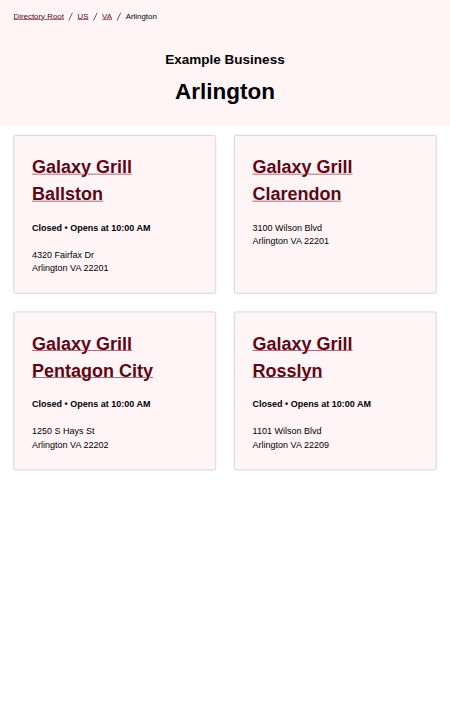 Directory Root / US / VA / Arlington
Example Business
Arlington
Galaxy Grill
Ballston
Closed • Opens at 10:00 AM
4320 Fairfax Dr
Arlington VA 22201
Galaxy Grill
Clarendon
3100 Wilson Blvd
Arlington VA 22201
Galaxy Grill
Pentagon City
Closed • Opens at 10:00 AM
1250 S Hays St
Arlington VA 22202
Galaxy Grill
Rosslyn
Closed • Opens at 10:00 AM
1101 Wilson Blvd
Arlington VA 22209